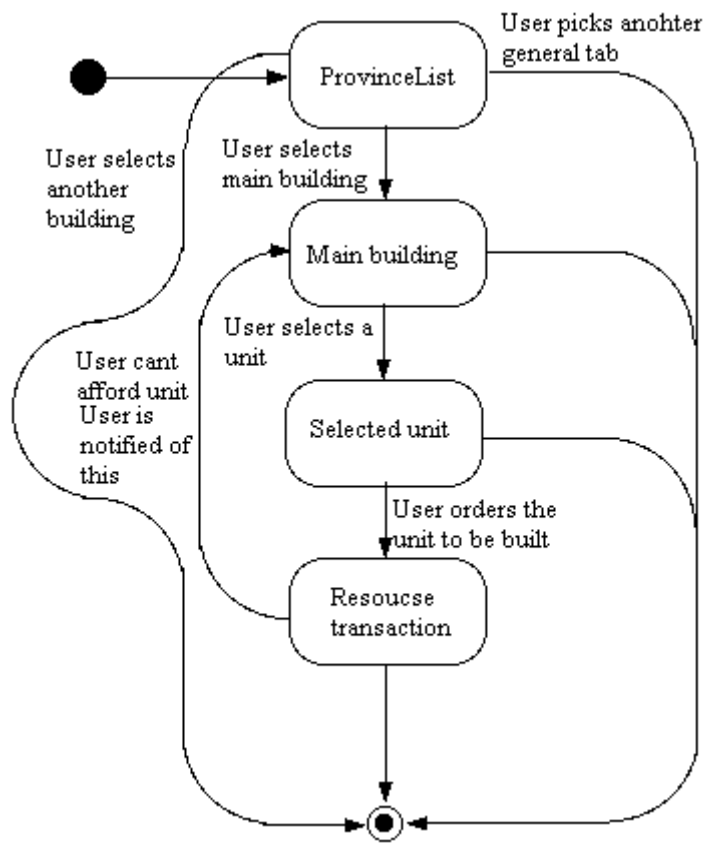 User picks anohter
general tab
ProvinceList
User selects
another
building
User selects
main building
Main building
User selects a
unit
User cant
afford unit
User is
notified of
this
Selected unit
User orders the
unit to be built
Resoucse
transaction